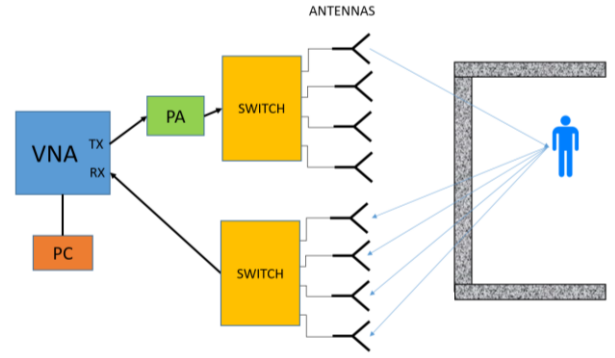 ANTENNAS
SWITCH
PA
TX
VNA
RX
PC
SWITCH